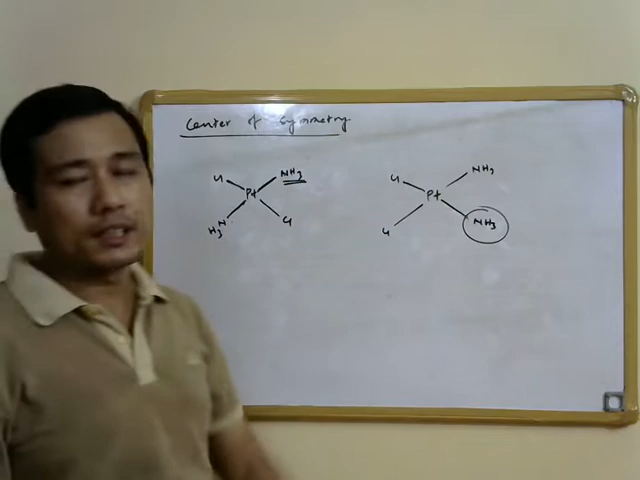 Center of Symmetry
Cl NH3 Cl NH3
Pt Pt
H3N Cl Cl NH3